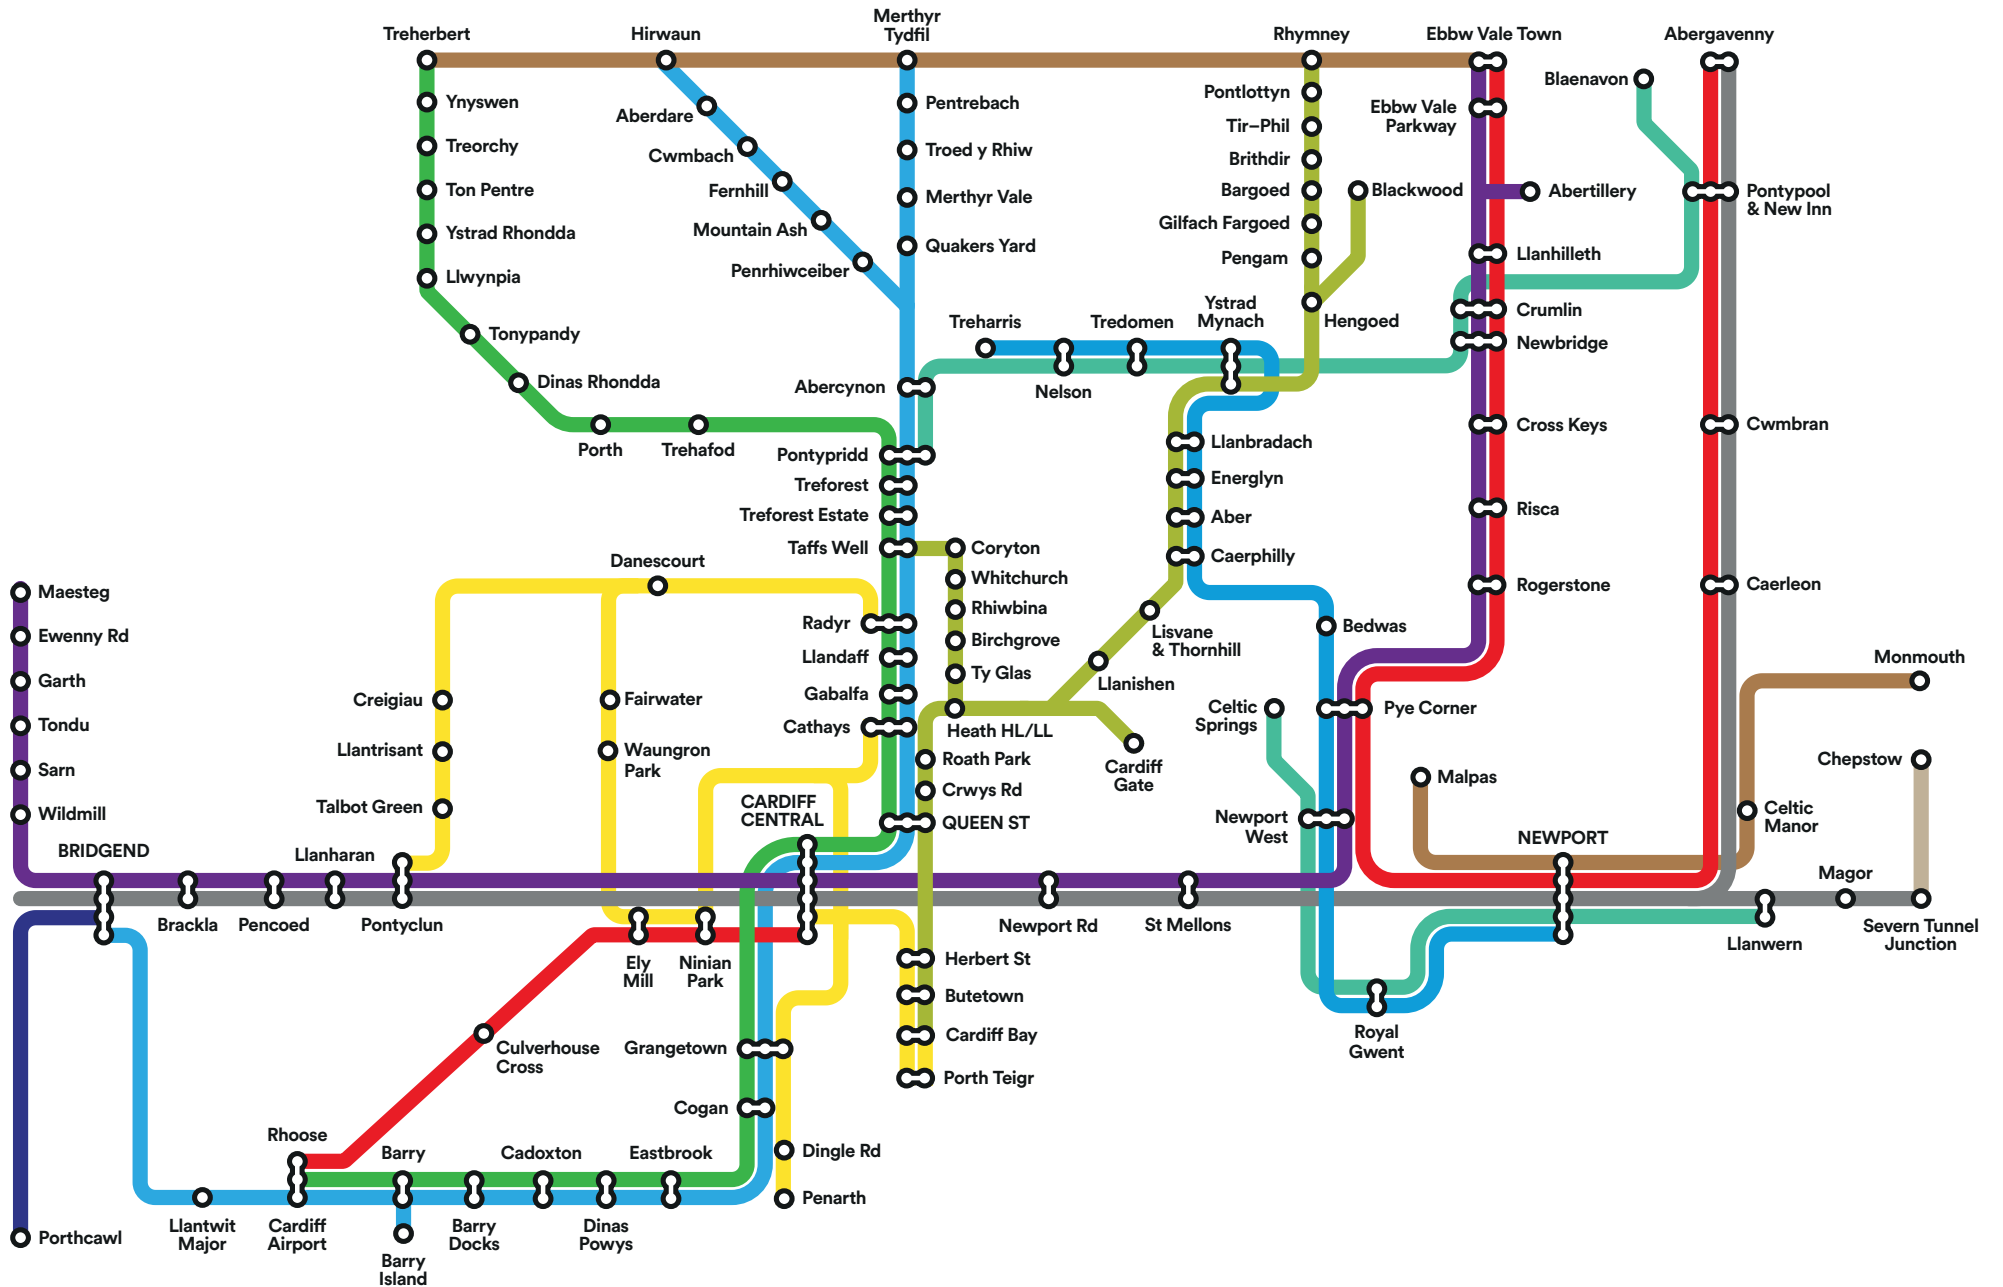 Treherbert
Hirwaun
Merthyr
Tydfil
Rhymney
Ebbw Vale Town
Abergavenny
Ynyswen
Treorchy
Ton Pentre
Ystrad Rhondda
Llwynpia
Tonypandy
Dinas Rhondda
Porth
Trehafod
Aberdare
Cwmbach
Fernhill
Mountain Ash
Penrhiwceiber
Pentrebach
Troed y Rhiw
Merthyr Vale
Quakers Yard
Abercynon
Pontypridd
Treforest
Treforest Estate
Taffs Well
Radyr
Llandaff
Gabalfa
Cathays
Treharris
Nelson
Tredomen
Ystrad
Mynach
Pontlottyn
Tir–Phil
Brithdir
Bargoed
Gilfach Fargoed
Pengam
Blackwood
Hengoed
Ebbw Vale
Parkway
Abertillery
Llanhilleth
Crumlin
Newbridge
Cross Keys
Risca
Rogerstone
Blaenavon
Pontypool
& New Inn
Cwmbran
Caerleon
Llanbradach
Energlyn
Aber
Caerphilly
Lisvane
& Thornhill
Llanishen
Coryton
Whitchurch
Rhiwbina
Birchgrove
Ty Glas
Heath HL/LL
Cardiff
Gate
Roath Park
Crwys Rd
QUEEN ST
CARDIFF
CENTRAL
Danescourt
Fairwater
Waungron
Park
Creigiau
Llantrisant
Talbot Green
Maesteg
Ewenny Rd
Garth
Tondu
Sarn
Wildmill
BRIDGEND
Brackla
Pencoed
Llanharan
Pontyclun
Ely
Mill
Ninian
Park
Culverhouse
Cross
Bedwas
Pye Corner
Celtic
Springs
Newport
West
Malpas
NEWPORT
Monmouth
Celtic
Manor
Chepstow
Magor
Severn Tunnel
Junction
Llanwern
Newport Rd
St Mellons
Royal
Gwent
Herbert St
Butetown
Cardiff Bay
Porth Teigr
Grangetown
Cogan
Dingle Rd
Penarth
Rhoose
Cardiff
Airport
Barry
Barry
Island
Barry
Docks
Cadoxton
Dinas
Powys
Eastbrook
Llantwit
Major
Porthcawl